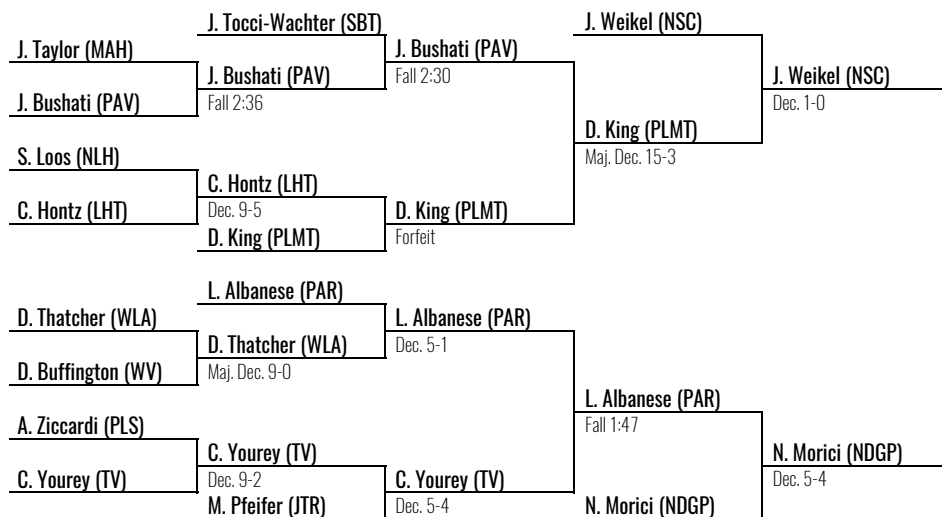 J. Tocci-Wachter (SBT)
J. Weikel (NSC)
J. Taylor (MAH)
J. Bushati (PAV)
Fall 2:30
J. Bushati (PAV)
Fall 2:36
J. Weikel (NSC)
Dec. 1-0
J. Bushati (PAV)
D. King (PLMT)
Maj. Dec. 15-3
S. Loos (NLH)
C. Hontz (LHT)
Dec. 9-5
C. Hontz (LHT)
D. King (PLMT)
Forfeit
D. King (PLMT)
L. Albanese (PAR)
D. Thatcher (WLA)
L. Albanese (PAR)
Dec. 5-1
D. Thatcher (WLA)
Maj. Dec. 9-0
D. Buffington (WV)
L. Albanese (PAR)
Fall 1:47
A. Ziccardi (PLS)
C. Yourey (TV)
Dec. 9-2
N. Morici (NDGP)
Dec. 5-4
C. Yourey (TV)
C. Yourey (TV)
Dec. 5-4
M. Pfeifer (JTR)
N. Morici (NDGP)